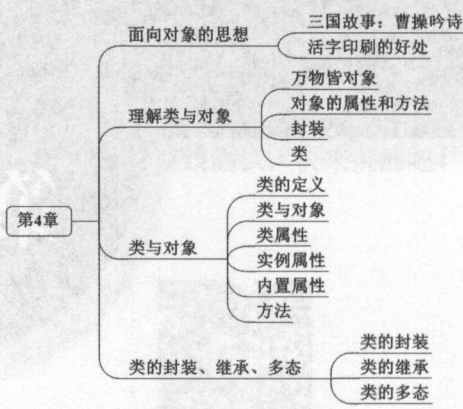 第4章
面向对象的思想
三国故事：曹操吟诗
活字印刷的好处
理解类与对象
万物皆对象
对象的属性和方法
封装
类
类与对象
类的定义
类与对象
类属性
实例属性
内置属性
方法
类的封装、继承、多态
类的封装
类的继承
类的多态